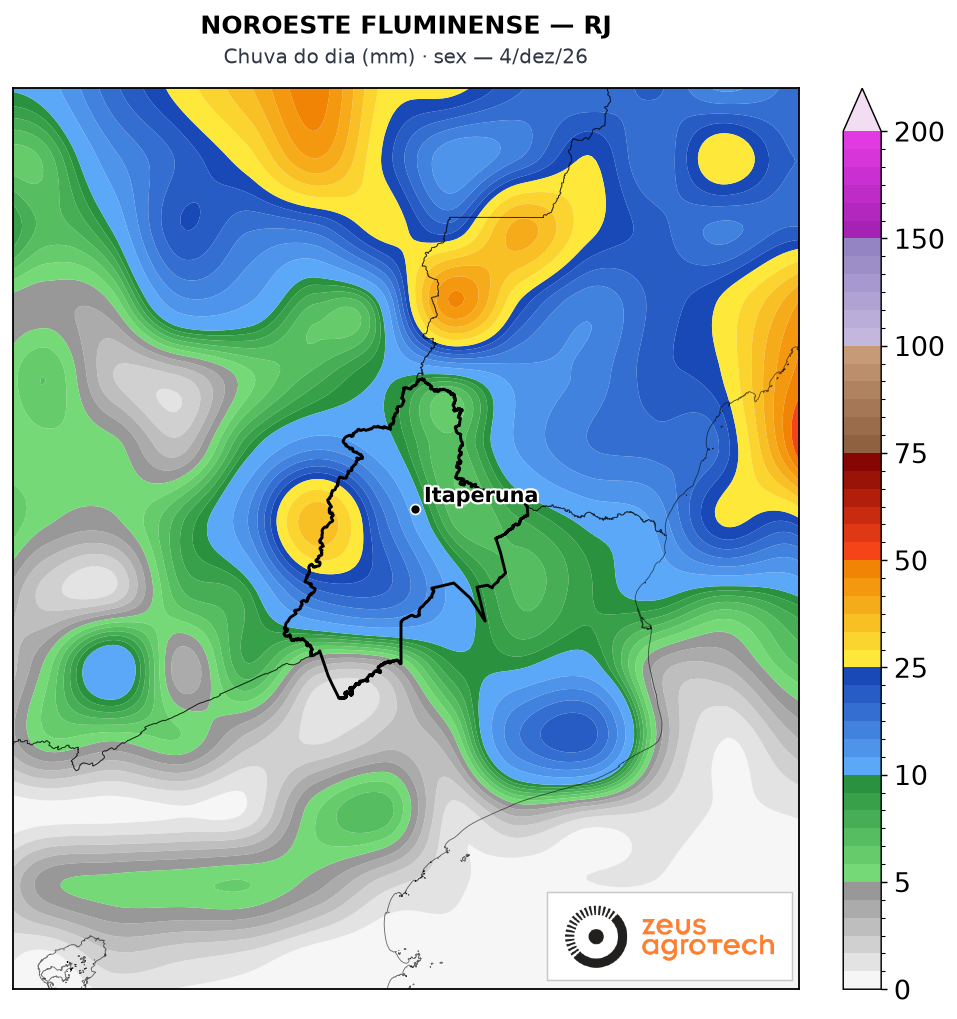 NOROESTE FLUMINENSE — RJ
Chuva do dia (mm) · sex — 4/dez/26
200
150
100
75
50
25
10
5
0
Itaperuna
zeus
agrotech